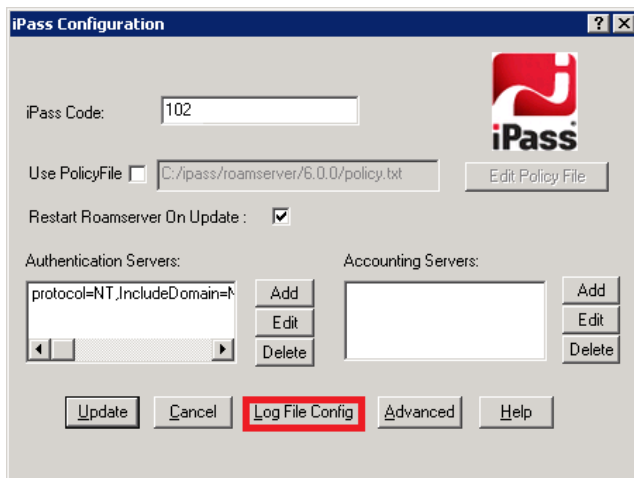 iPass Configuration
iPass Code: 102
iPass
Use PolicyFile C:/ipass/roamserver/6.0.0/policy.txt Edit Policy File
Restart Roamserver On Update :
Authentication Servers: Accounting Servers:
protocol=NT,IncludeDomain=N Add Add
Edit Edit
Delete Delete
Update Cancel Log File Config Advanced Help